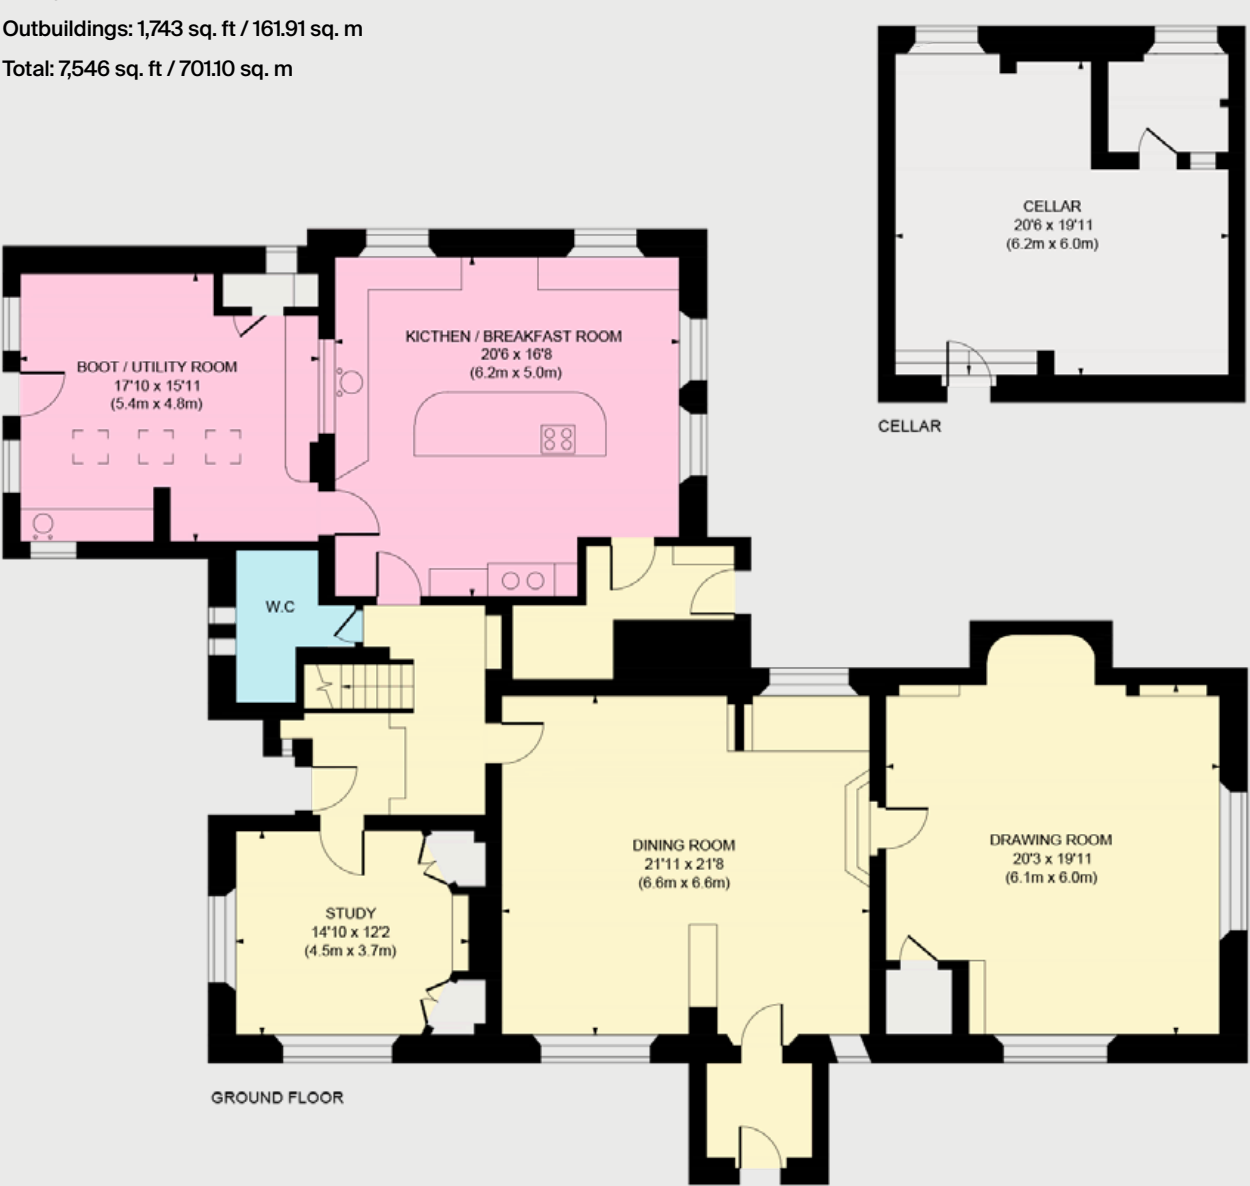 Outbuildings: 1,743 sq. ft / 161.91 sq. m
Total: 7,546 sq. ft / 701.10 sq. m
CELLAR
20'6 x 19'11
(6.2m x 6.0m)
CELLAR
KICTHEN / BREAKFAST ROOM
20'6 x 16'8
(6.2m x 5.0m)
BOOT / UTILITY ROOM
17'10 x 15'11
(5.4m x 4.8m)
W.C
DINING ROOM
21'11 x 21'8
(6.6m x 6.6m)
DRAWING ROOM
20'3 x 19'11
(6.1m x 6.0m)
STUDY
14'10 x 12'2
(4.5m x 3.7m)
GROUND FLOOR